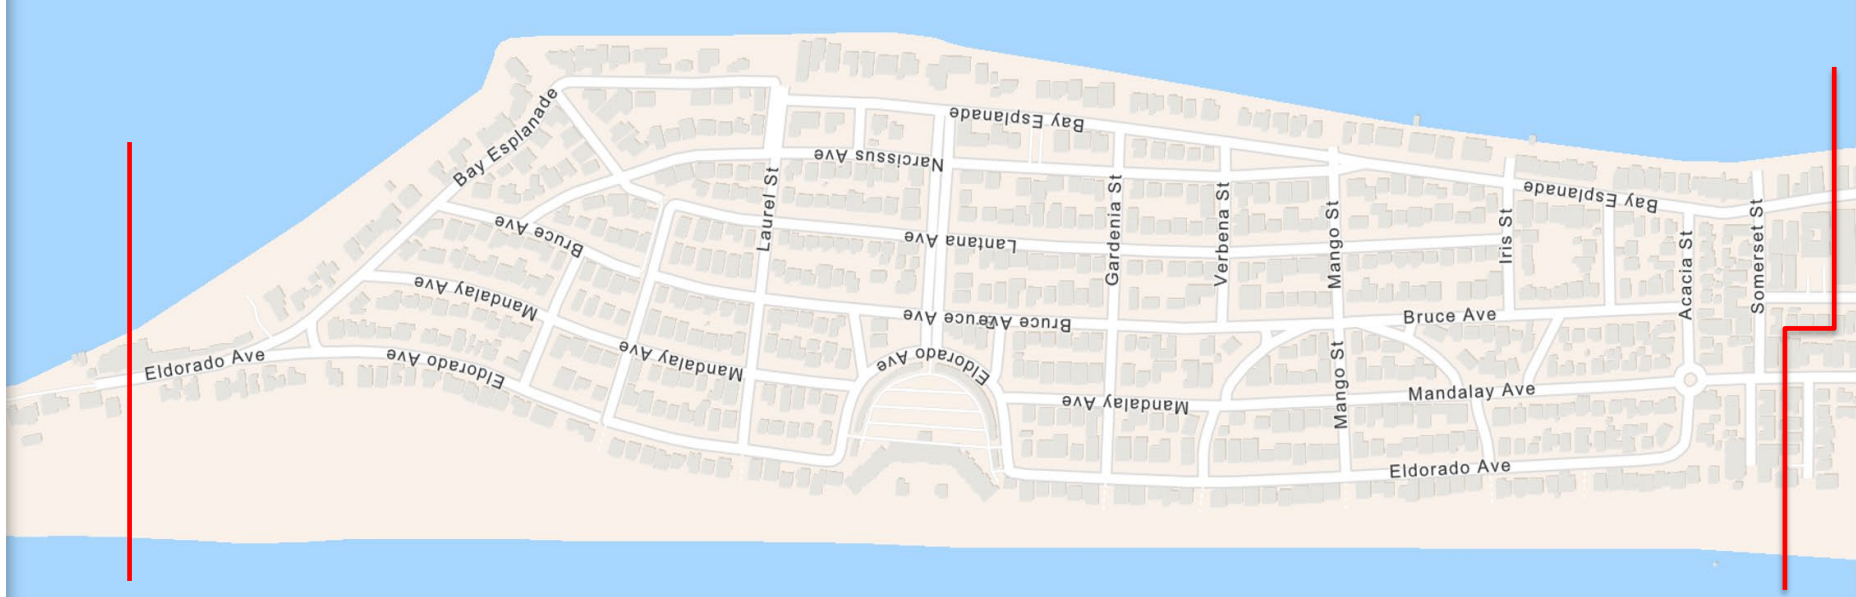 Bay Esplanade
Bay Esplanade
Narcissus Ave
Laurel St
Gardenia St
Verbena St
Mango St
Bay Esplanade
Iris St
Somerset St
Acacia St
Bruce Ave
Lantana Ave
Mandalay Ave
Bruce Ave
Bruce Ave
Bruce Ave
Eldorado Ave
Eldorado Ave
Mandalay Ave
Eldorado Ave
Mandalay Ave
Mango St
Mandalay Ave
Eldorado Ave